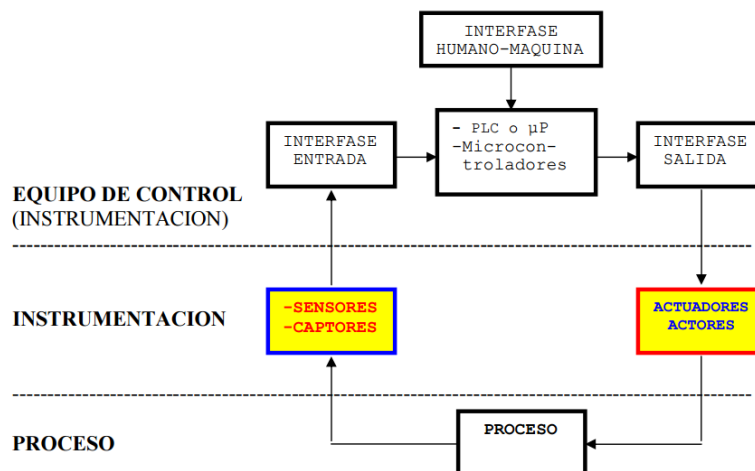 INTERFASE
HUMANO-MAQUINA
INTERFASE
ENTRADA
- PLC o µP
-Microcon-
troladores
INTERFASE
SALIDA
EQUIPO DE CONTROL
(INSTRUMENTACION)
INSTRUMENTACION
-SENSORES
-CAPTORES
ACTUADORES
ACTORES
PROCESO
PROCESO